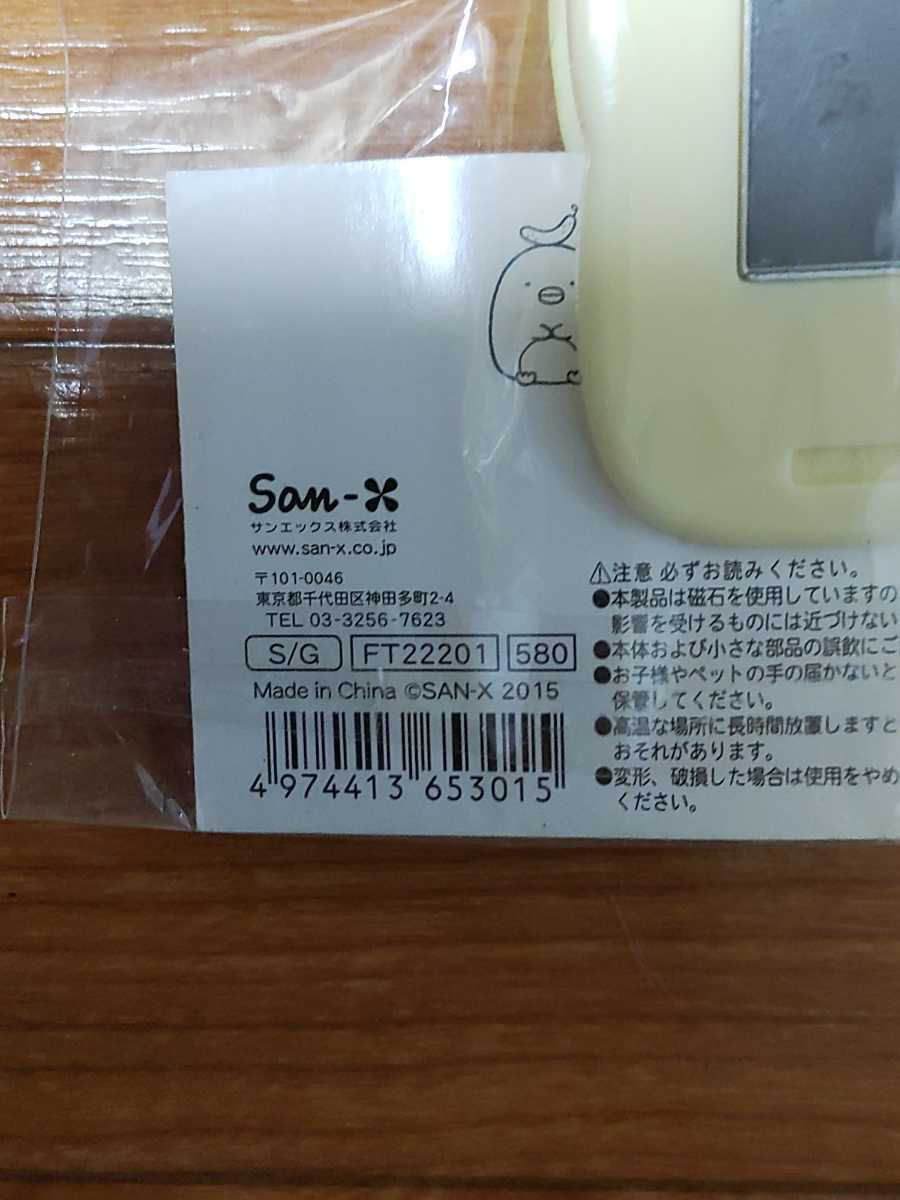 San-X
サンエックス株式会社
www.san-x.co.jp
〒101-0046
東京都千代田区神田多町2-4
TEL 03-3256-7623
S/G FT22201 580
Made in China ©SAN-X 2015
4 974413 653015
⚠注意 必ずお読みください。
●本製品は磁石を使用していますの
影響を受けるものには近づけない
●本体および小さな部品の誤飲にご
●お子様やペットの手の届かないと
保管してください。
●高温な場所に長時間放置しますと
おそれがあります。
●変形、破損した場合は使用をやめ
ください。